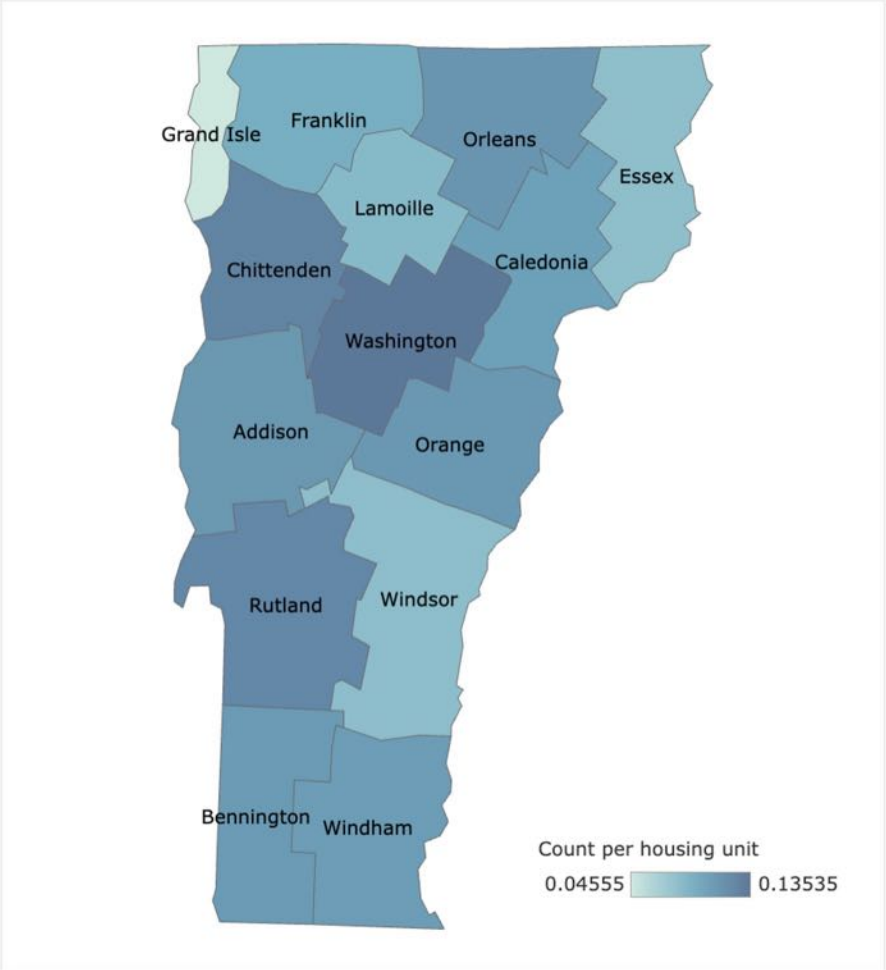 Grand Isle
Franklin
Orleans
Essex
Lamoille
Caledonia
Chittenden
Washington
Addison
Orange
Rutland
Windsor
Bennington
Windham
Count per housing unit
0.04555 0.13535